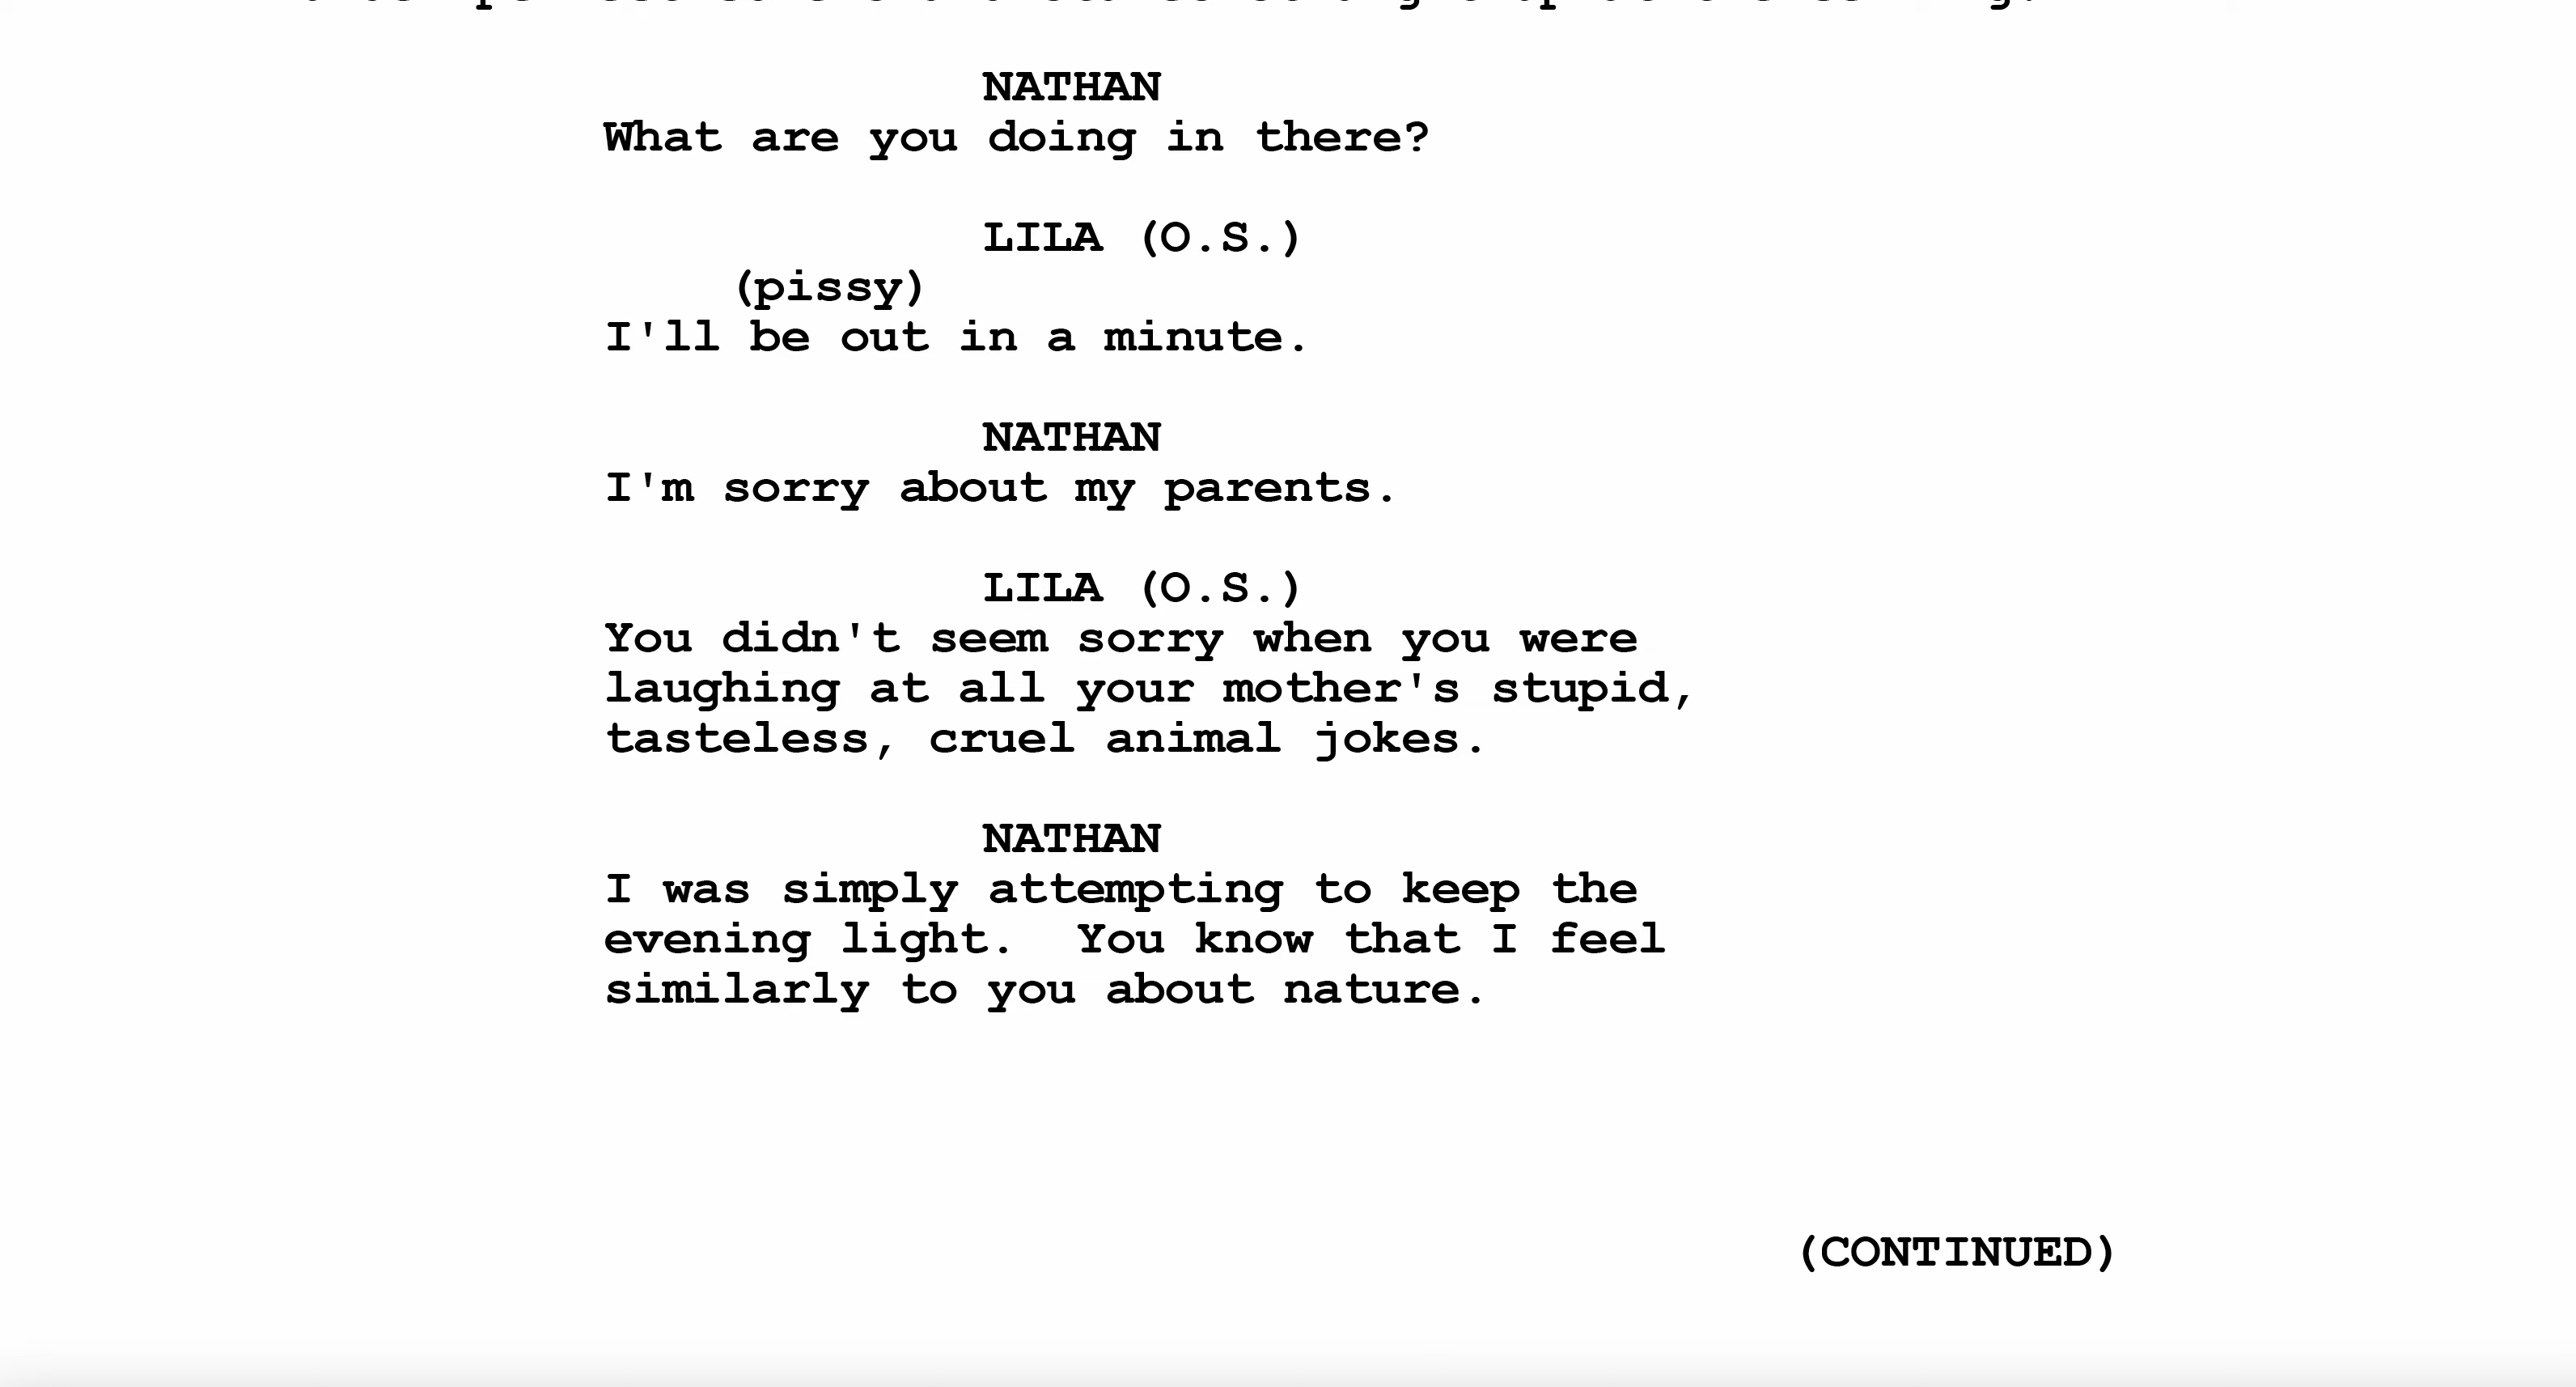 NATHAN
What are you doing in there?
LILA (O.S.)
(pissy)
I'll be out in a minute.
NATHAN
I'm sorry about my parents.
LILA (O.S.)
You didn't seem sorry when you were
laughing at all your mother's stupid,
tasteless, cruel animal jokes.
NATHAN
I was simply attempting to keep the
evening light.  You know that I feel
similarly to you about nature.
(CONTINUED)